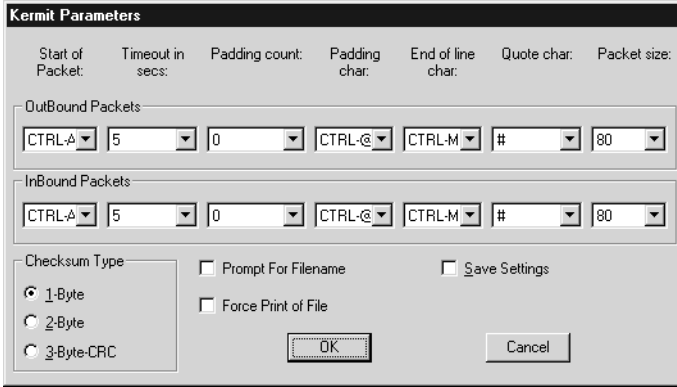 Kermit Parameters
Start of Packet: Timeout in secs: Padding count: Padding char: End of line char: Quote char: Packet size:
OutBound Packets
CTRL-A 5 0 CTRL-@ CTRL-M # 80
InBound Packets
CTRL-A 5 0 CTRL-@ CTRL-M # 80
Checksum Type
1-Byte
2-Byte
3-Byte-CRC
Prompt For Filename
Save Settings
Force Print of File
OK
Cancel